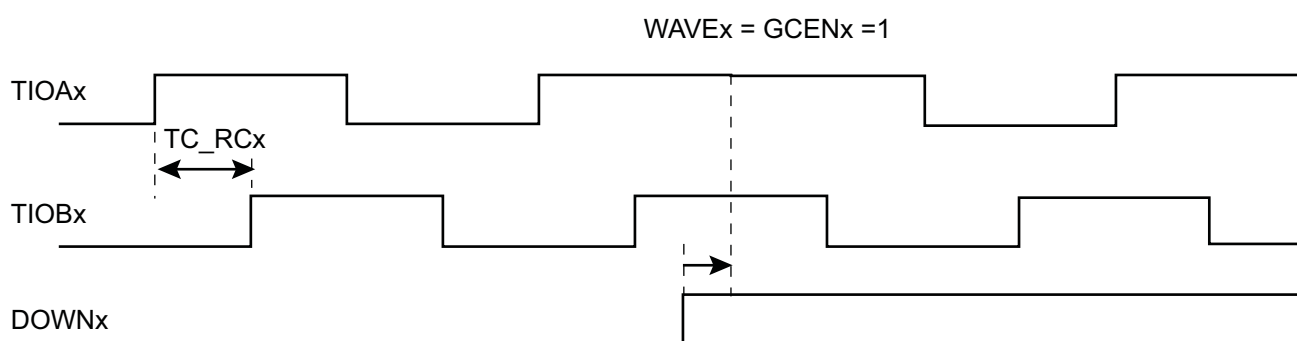 WAVEx = GCENx =1
TIOAx
TC_RCx
TIOBx
DOWNx